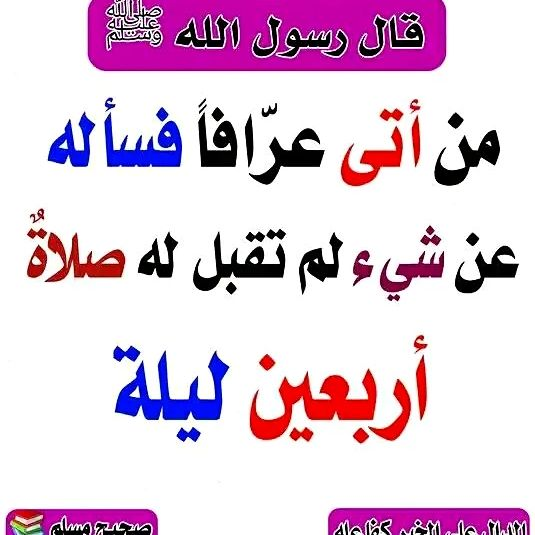 قال رسول الله ﷺ
من أتى عرّافاً فسأله
عن شيء لم تقبل له صلاةٌ
أربعين ليلة
الدال على الخير كفاعله
صحيح مسلم